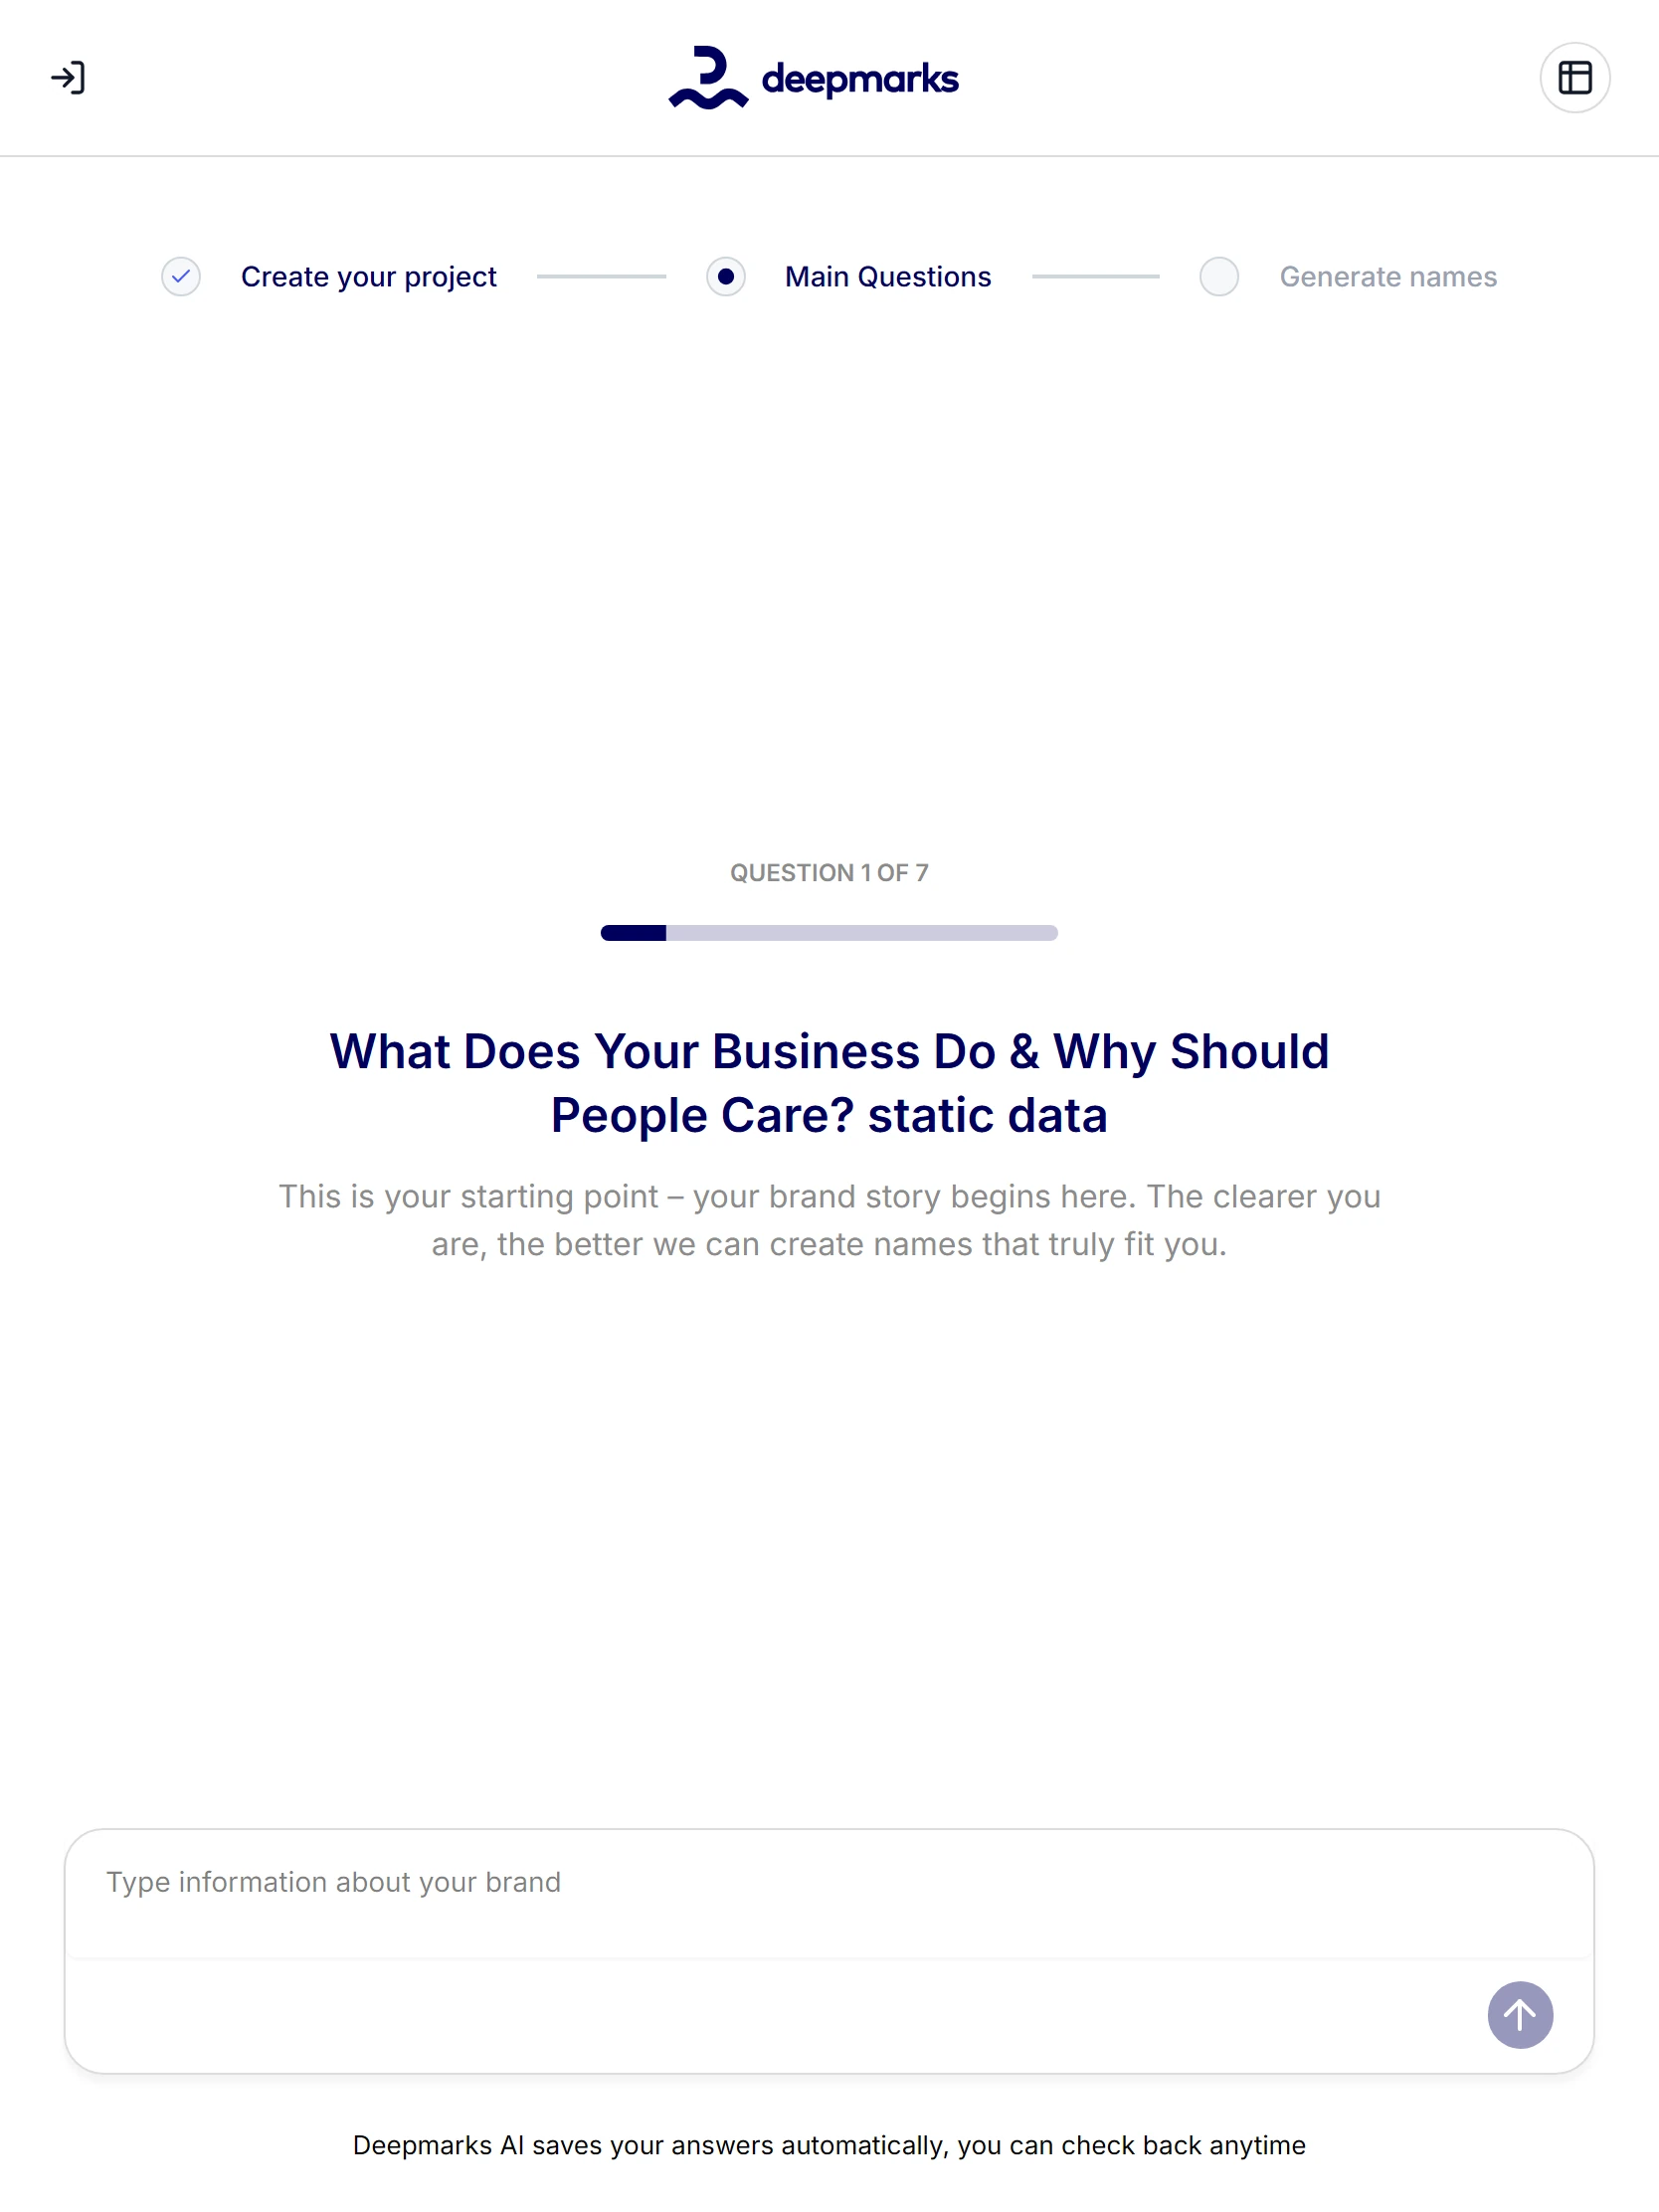 deepmarks
Create your project
Main Questions
Generate names
QUESTION 1 OF 7
What Does Your Business Do & Why Should
People Care? static data
This is your starting point – your brand story begins here. The clearer you
are, the better we can create names that truly fit you.
Type information about your brand
Deepmarks AI saves your answers automatically, you can check back anytime